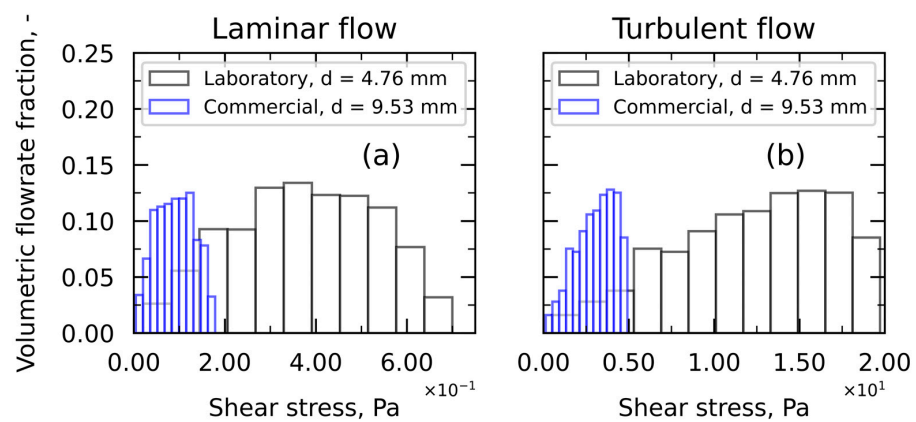 Laminar flow
Turbulent flow
Volumetric flowrate fraction, -
0.25
0.20
0.15
0.10
0.05
0.00
Laboratory, d = 4.76 mm
Commercial, d = 9.53 mm
(a)
0.00 2.00 4.00 6.00
×10⁻¹
Shear stress, Pa
Laboratory, d = 4.76 mm
Commercial, d = 9.53 mm
(b)
0.00 0.50 1.00 1.50 2.00
×10¹
Shear stress, Pa